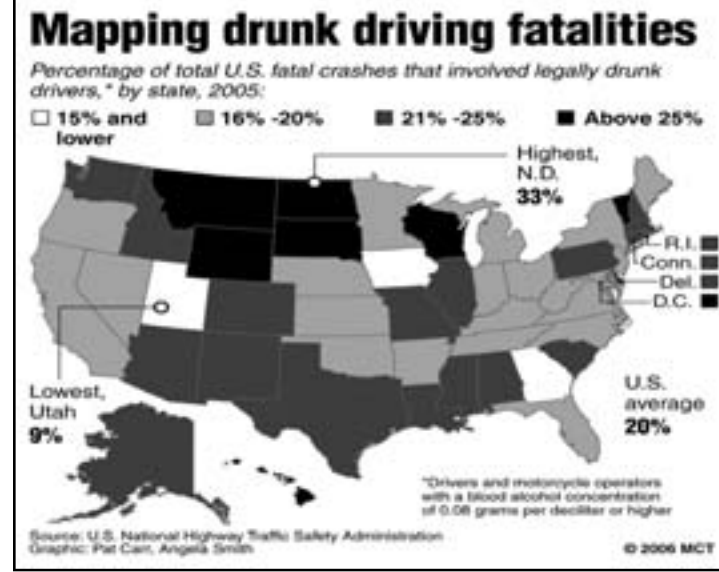 Mapping drunk driving fatalities
Percentage of total U.S. fatal crashes that involved legally drunk
drivers,* by state, 2005:
15% and
lower
16% -20%
21% -25%
Above 25%
Highest,
N.D.
33%
R.I.
Conn.
Del.
D.C.
Lowest,
Utah
9%
U.S.
average
20%
*Drivers and motorcycle operators
with a blood alcohol concentration
of 0.08 grams per deciliter or higher
Source: U.S. National Highway Traffic Safety Administration
Graphic: Pat Carr, Angela Smith
© 2006 MCT